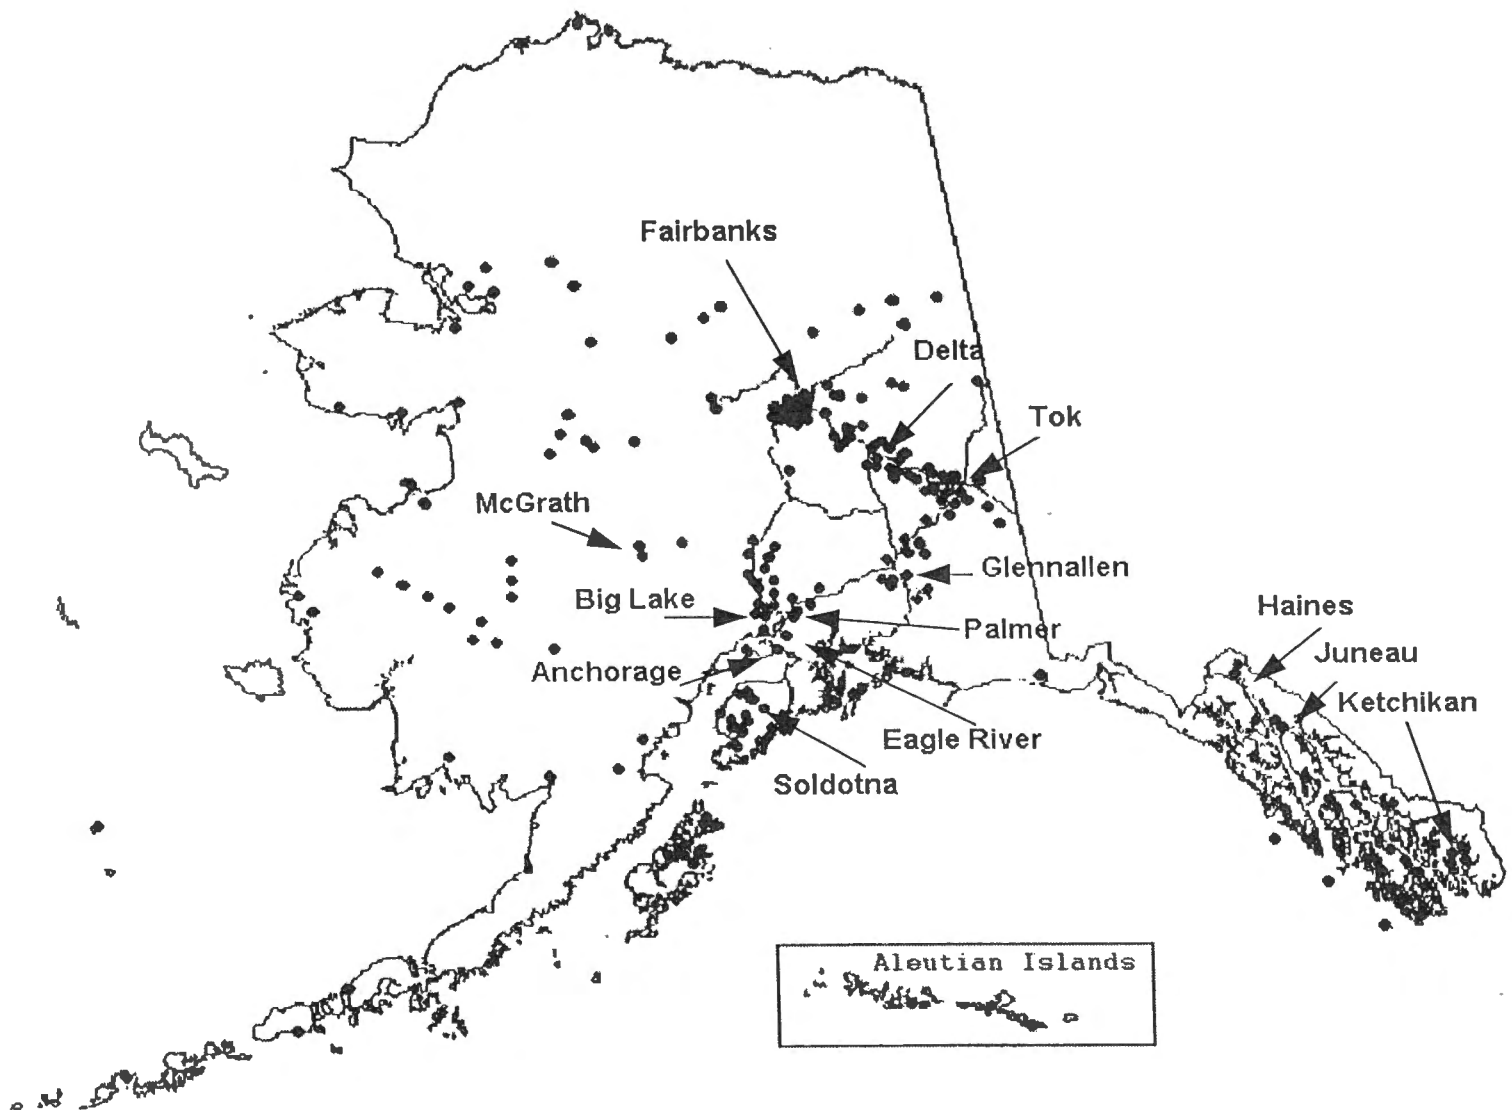 Fairbanks
Delta
Tok
McGrath
Glennallen
Big Lake
Haines
Palmer
Juneau
Anchorage
Ketchikan
Eagle River
Soldotna
Aleutian Islands